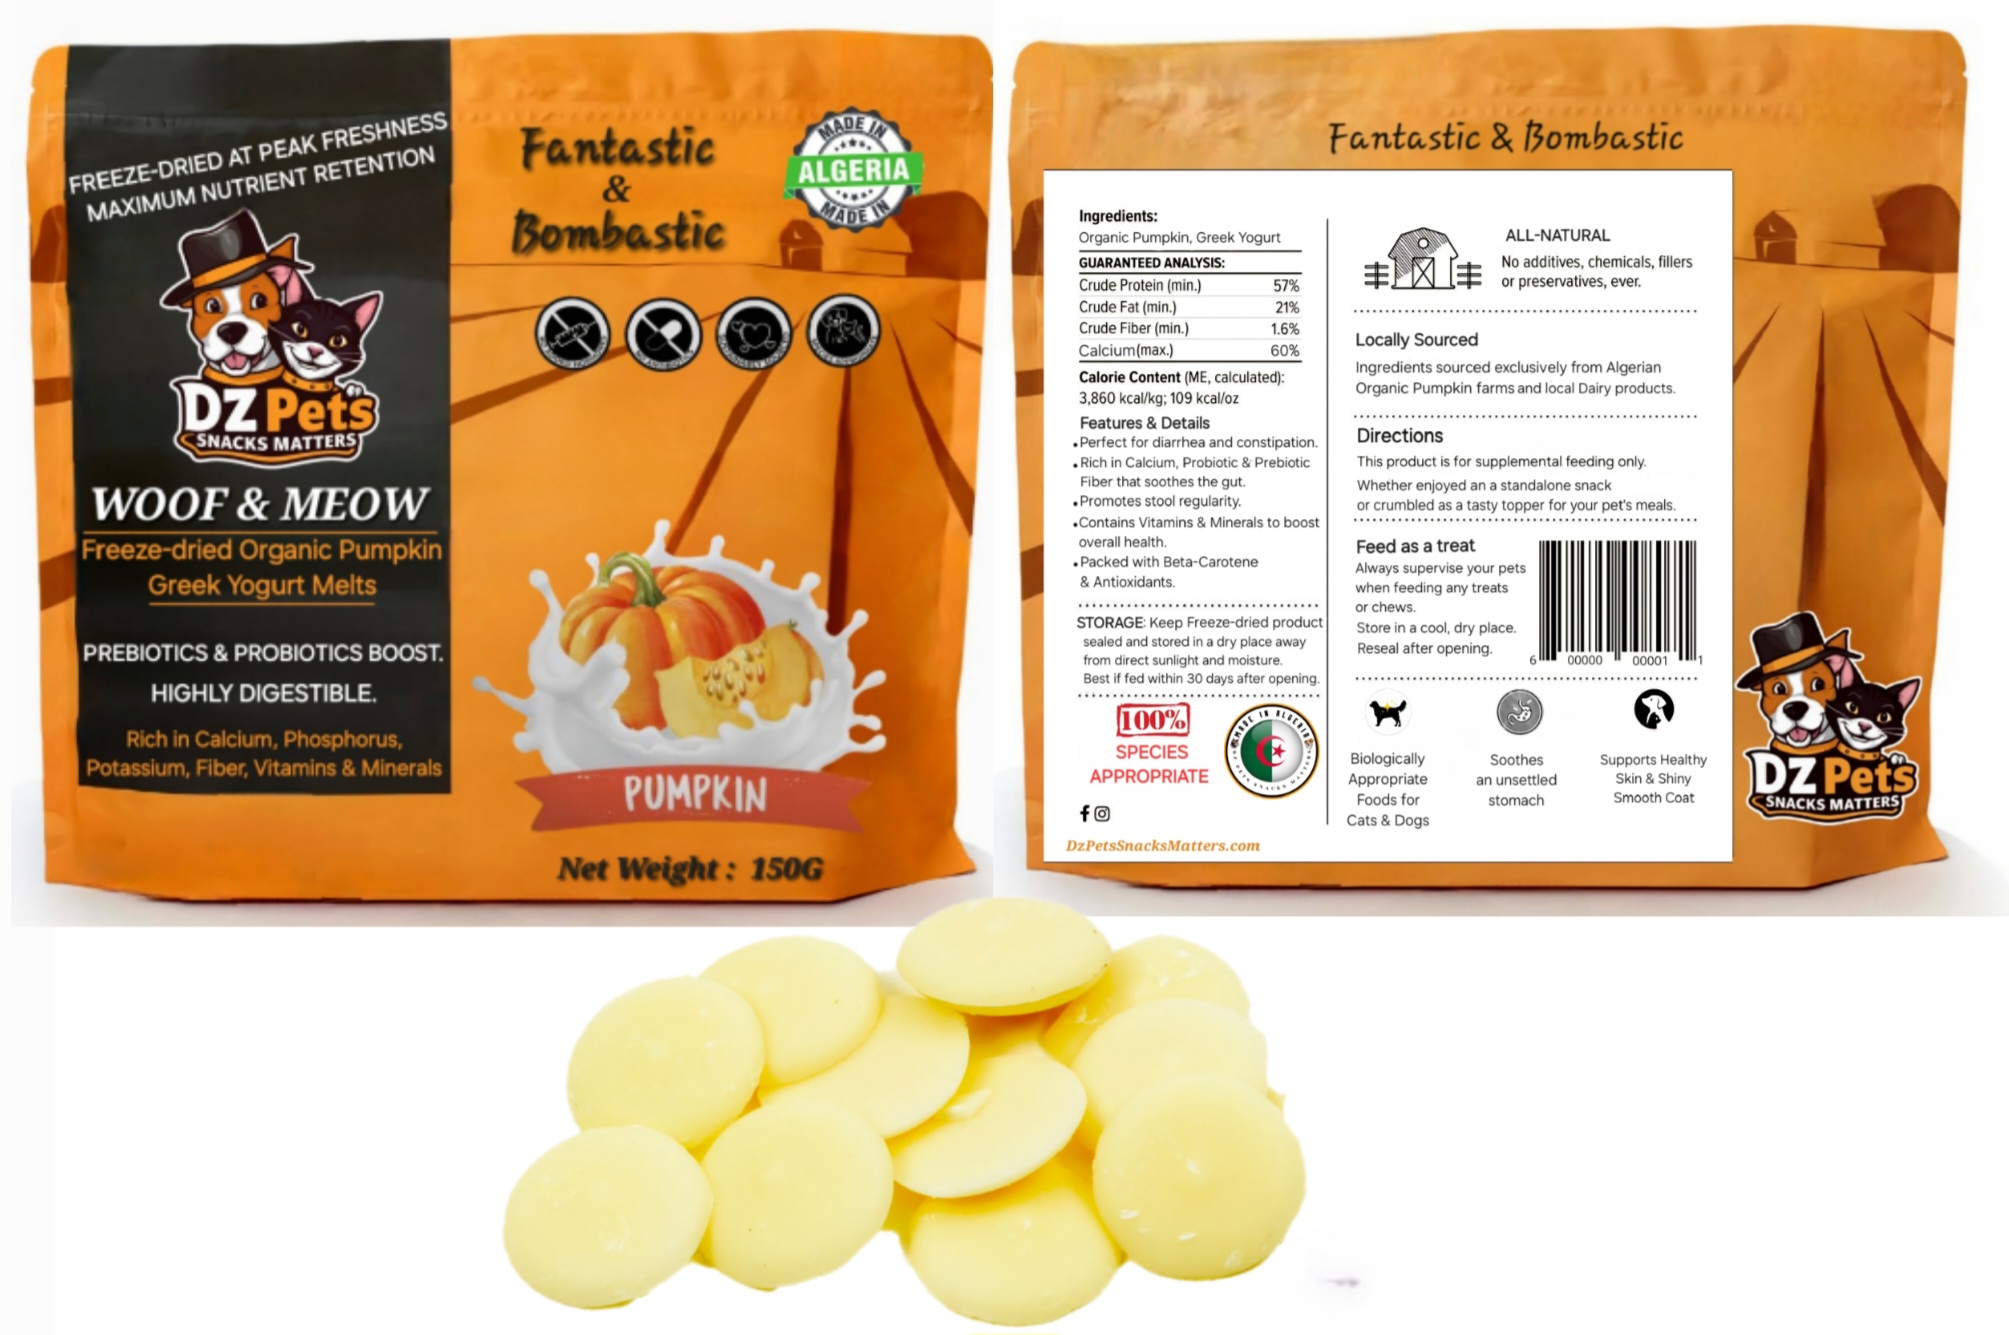 FREEZE-DRIED AT PEAK FRESHNESS
MAXIMUM NUTRIENT RETENTION
DZ Pets
SNACKS MATTERS
WOOF & MEOW
Freeze-dried Organic Pumpkin
Greek Yogurt Melts
PREBIOTICS & PROBIOTICS BOOST.
HIGHLY DIGESTIBLE.
Rich in Calcium, Phosphorus,
Potassium, Fiber, Vitamins & Minerals
Fantastic
&
Bombastic
MADE IN
ALGERIA
MADE IN
PUMPKIN
Net Weight : 150G
Fantastic & Bombastic
Ingredients:
Organic Pumpkin, Greek Yogurt
GUARANTEED ANALYSIS:
Crude Protein (min.) 57%
Crude Fat (min.) 21%
Crude Fiber (min.) 1.6%
Calcium(max.) 60%
Calorie Content (ME, calculated):
3,860 kcal/kg; 109 kcal/oz
Features & Details
•Perfect for diarrhea and constipation.
•Rich in Calcium, Probiotic & Prebiotic
Fiber that soothes the gut.
•Promotes stool regularity.
•Contains Vitamins & Minerals to boost
overall health.
•Packed with Beta-Carotene
& Antioxidants.
STORAGE: Keep Freeze-dried product
sealed and stored in a dry place away
from direct sunlight and moisture.
Best if fed within 30 days after opening.
100%
SPECIES
APPROPRIATE
MADE IN ALGERIA
DZ PETS SNACKS MATTERS
DzPetsSnacksMatters.com
ALL-NATURAL
No additives, chemicals, fillers
or preservatives, ever.
Locally Sourced
Ingredients sourced exclusively from Algerian
Organic Pumpkin farms and local Dairy products.
Directions
This product is for supplemental feeding only.
Whether enjoyed an a standalone snack
or crumbled as a tasty topper for your pet's meals.
Feed as a treat
Always supervise your pets
when feeding any treats
or chews.
Store in a cool, dry place.
Reseal after opening.
6 00000 00001 1
Biologically
Appropriate
Foods for
Cats & Dogs
Soothes
an unsettled
stomach
Supports Healthy
Skin & Shiny
Smooth Coat
DZ Pets
SNACKS MATTERS